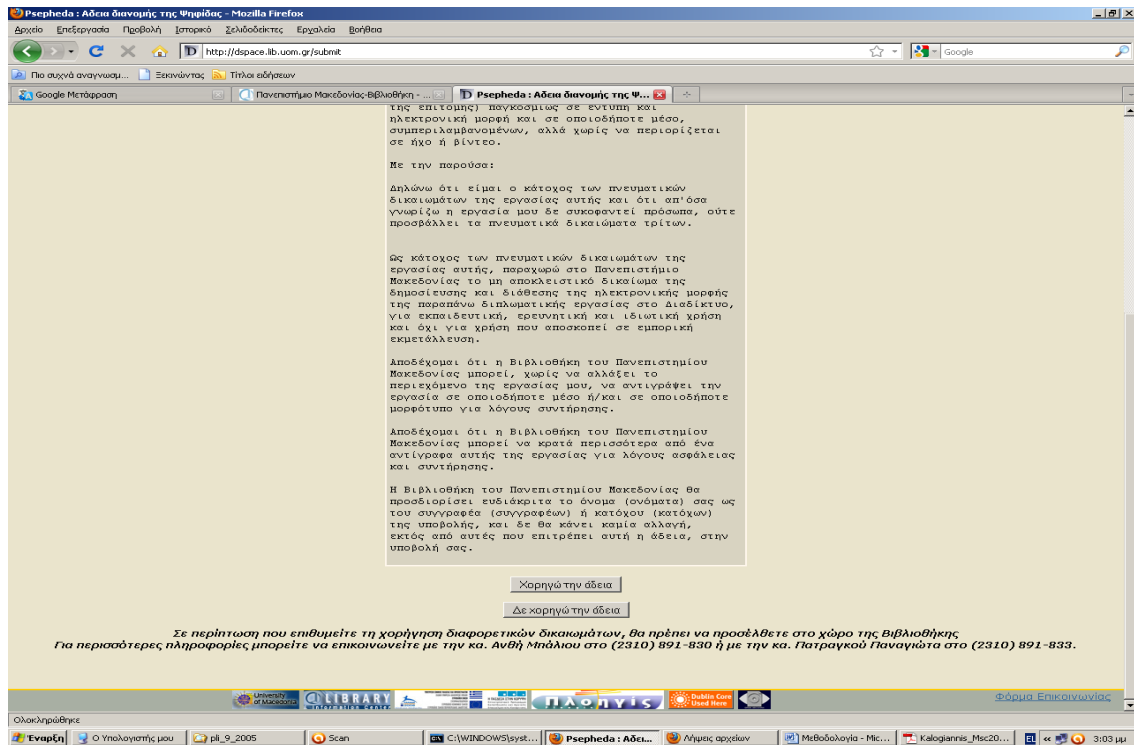 Psepheda : Αδεια διανομής της Ψηφίδας - Mozilla Firefox
Αρχείο Επεξεργασία Προβολή Ιστορικό Σελιδοδείκτες Εργαλεία Βοήθεια
http://dspace.lib.uom.gr/submit
Google
Πιο συχνά αναγνωσμ... Ξεκινώντας Τίτλοι ειδήσεων
Google Μετάφραση Πανεπιστήμιο Μακεδονίας-Βιβλιοθήκη - ... Psepheda : Αδεια διανομής της Ψ...
της επιτομής) παγκοσμίως σε έντυπη και
ηλεκτρονική μορφή και σε οποιοδήποτε μέσο,
συμπεριλαμβανομένων, αλλά χωρίς να περιορίζεται
σε ήχο ή βίντεο.
Με την παρούσα:
Δηλώνω ότι είμαι ο κάτοχος των πνευματικών
δικαιωμάτων της εργασίας αυτής και ότι απ'όσα
γνωρίζω η εργασία μου δε συκοφαντεί πρόσωπα, ούτε
προσβάλλει τα πνευματικά δικαιώματα τρίτων.
Ως κάτοχος των πνευματικών δικαιωμάτων της
εργασίας αυτής, παραχωρώ στο Πανεπιστήμιο
Μακεδονίας το μη αποκλειστικό δικαίωμα της
δημοσίευσης και διάθεσης της ηλεκτρονικής μορφής
της παραπάνω διπλωματικής εργασίας στο Διαδίκτυο,
για εκπαιδευτική, ερευνητική και ιδιωτική χρήση
και όχι για χρήση που αποσκοπεί σε εμπορική
εκμετάλλευση.
Αποδέχομαι ότι η Βιβλιοθήκη του Πανεπιστημίου
Μακεδονίας μπορεί, χωρίς να αλλάξει το
περιεχόμενο της εργασίας μου, να αντιγράψει την
εργασία σε οποιοδήποτε μέσο ή/και σε οποιοδήποτε
μορφότυπο για λόγους συντήρησης.
Αποδέχομαι ότι η Βιβλιοθήκη του Πανεπιστημίου
Μακεδονίας μπορεί να κρατά περισσότερα από ένα
αντίγραφα αυτής της εργασίας για λόγους ασφάλειας
και συντήρησης.
Η Βιβλιοθήκη του Πανεπιστημίου Μακεδονίας θα
προσδιορίσει ευδιάκριτα το όνομα (ονόματα) σας ως
του συγγραφέα (συγγραφέων) ή κατόχου (κατόχων)
της υποβολής, και δε θα κάνει καμία αλλαγή,
εκτός από αυτές που επιτρέπει αυτή η άδεια, στην
υποβολή σας.
Χορηγώ την άδεια
Δε χορηγώ την άδεια
Σε περίπτωση που επιθυμείτε τη χορήγηση διαφορετικών δικαιωμάτων, θα πρέπει να προσέλθετε στο χώρο της Βιβλιοθήκης
Για περισσότερες πληροφορίες μπορείτε να επικοινωνείτε με την κα. Ανθή Μπάλιου στο (2310) 891-830 ή με την κα. Πατραγκού Παναγιώτα στο (2310) 891-833.
University of Macedonia LIBRARY Information Center Πλοηγίς Dublin Core Used Here Φόρμα Επικοινωνίας
Ολοκληρώθηκε
Έναρξη Ο Υπολογιστής μου pli_9_2005 Scan C:\WINDOWS\syst... Psepheda : Αδει... Λήψεις αρχείων Μεθοδολογία - Mic... Kalogiannis_Msc20... EL 3:03 μμ